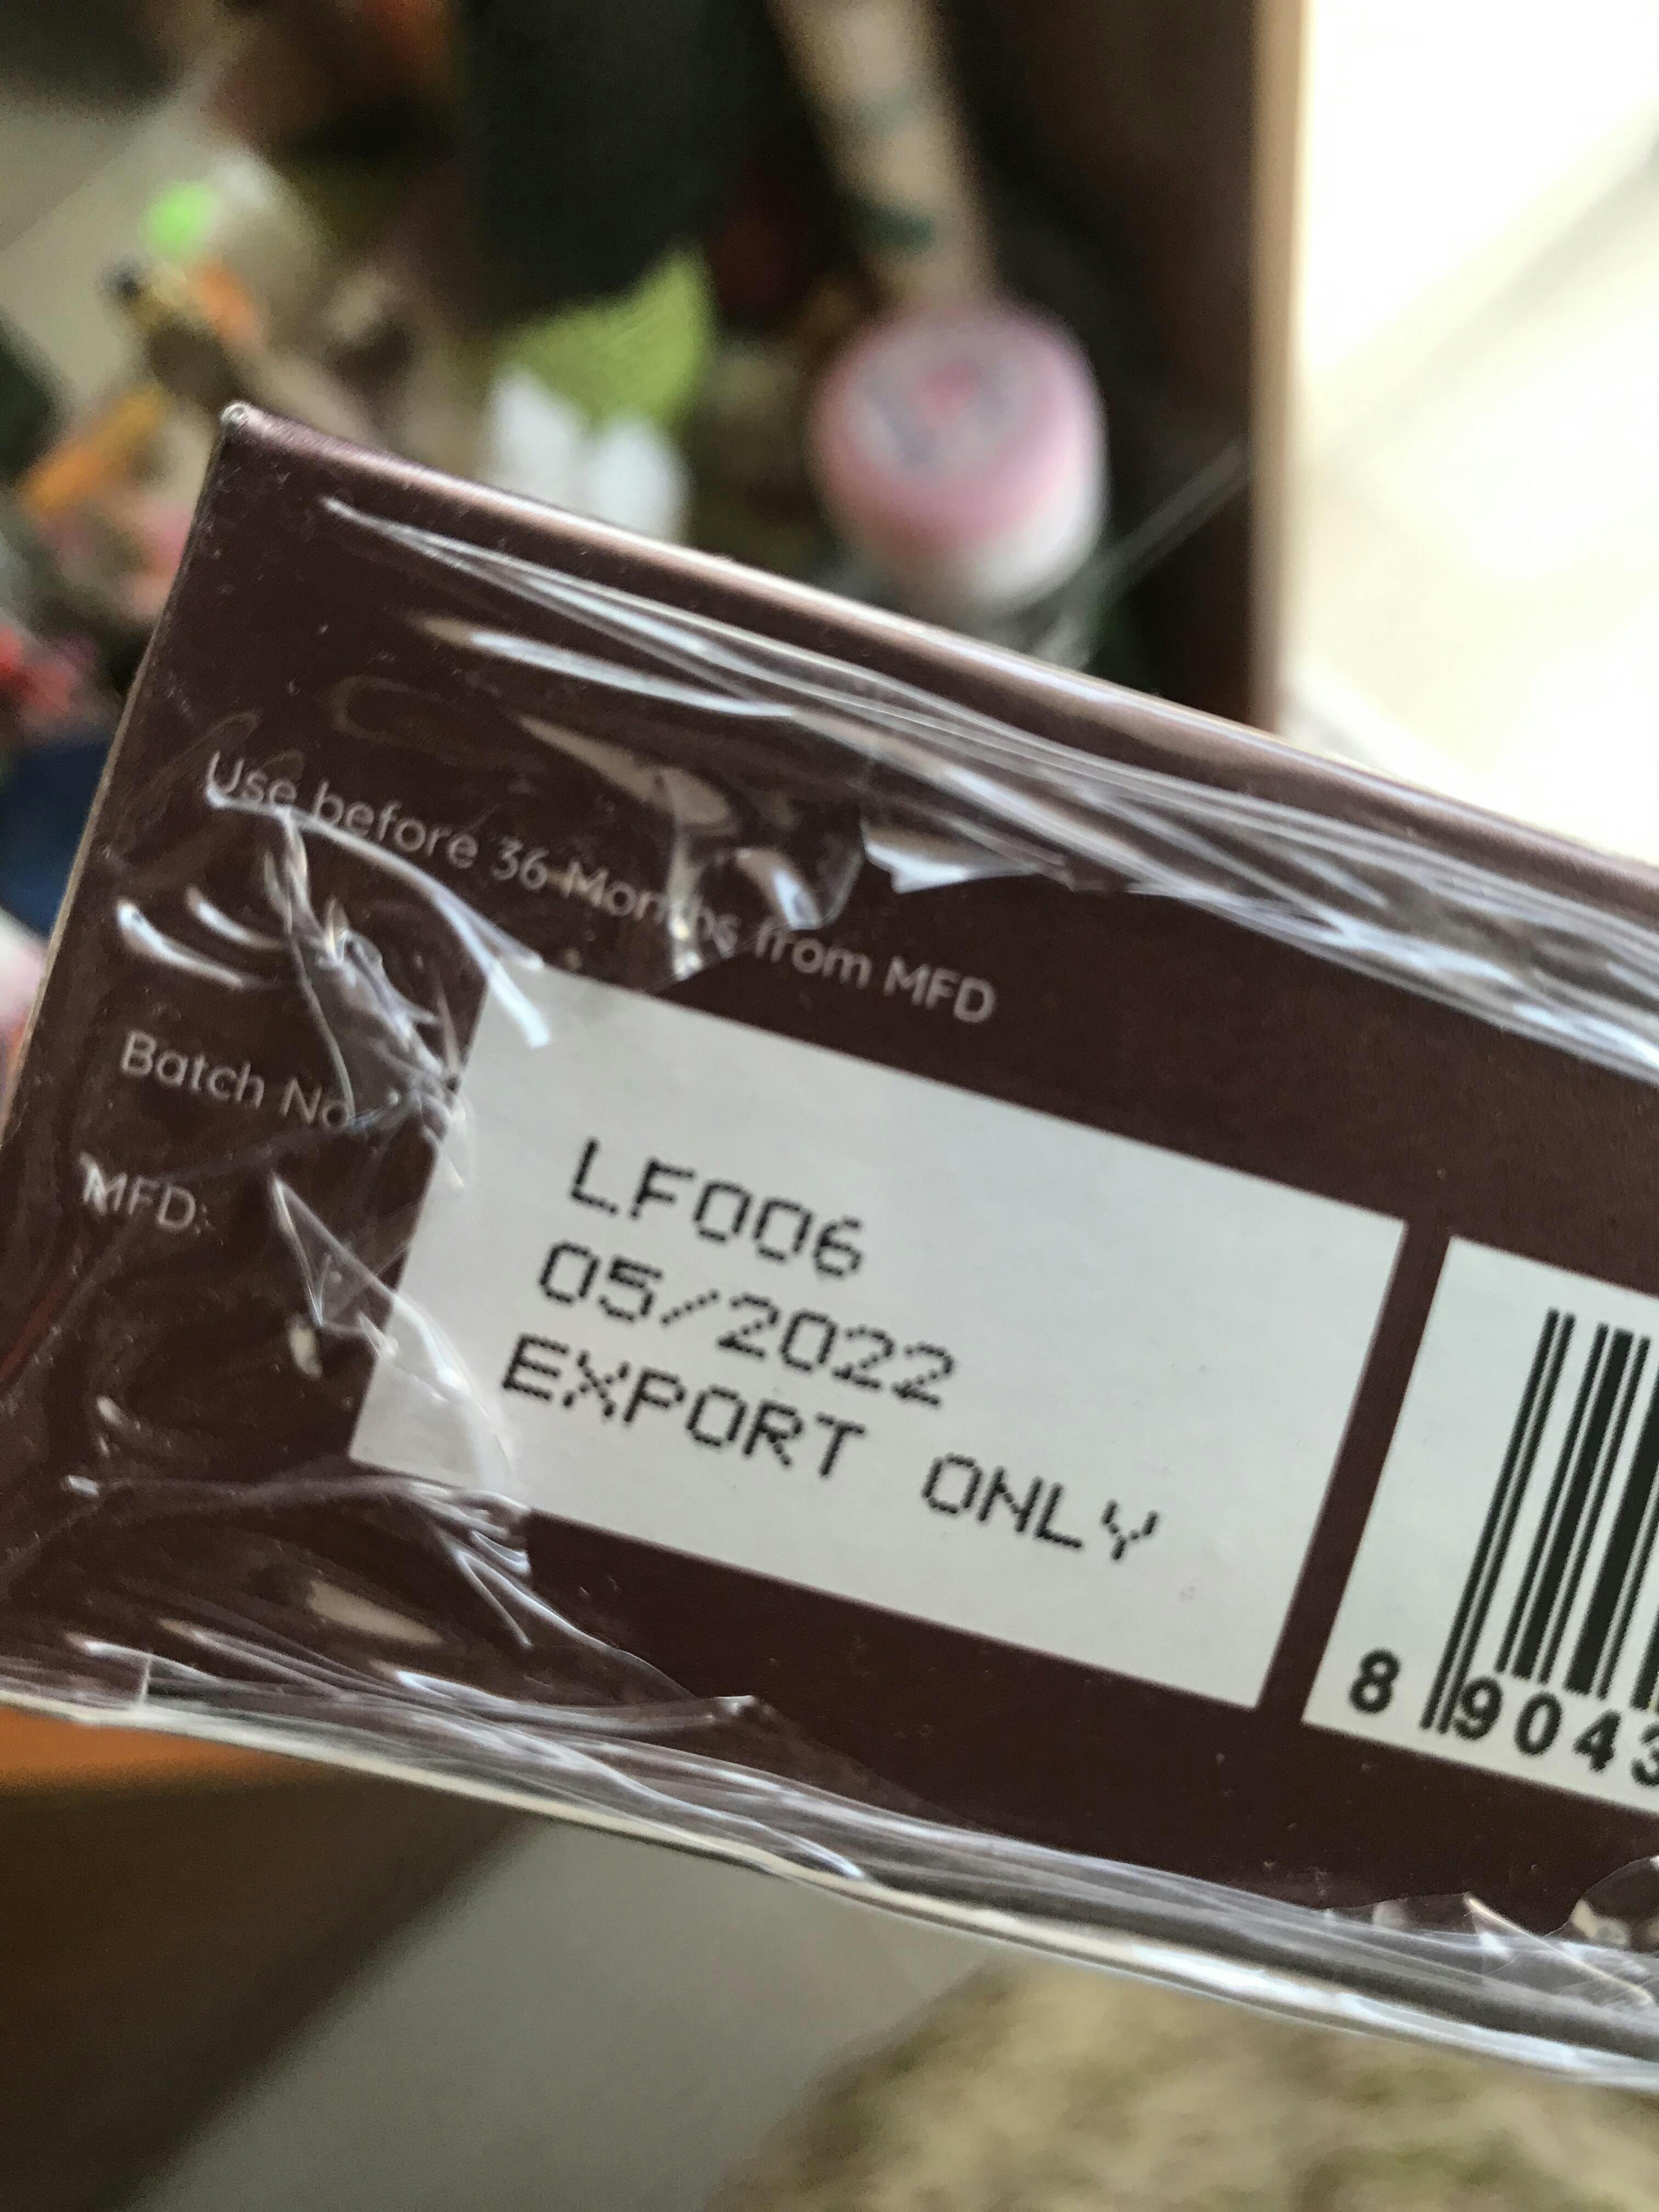 Use before 36 Months from MFD
Batch No
LF006
MFD:
05/2022
EXPORT ONLY
8 9043